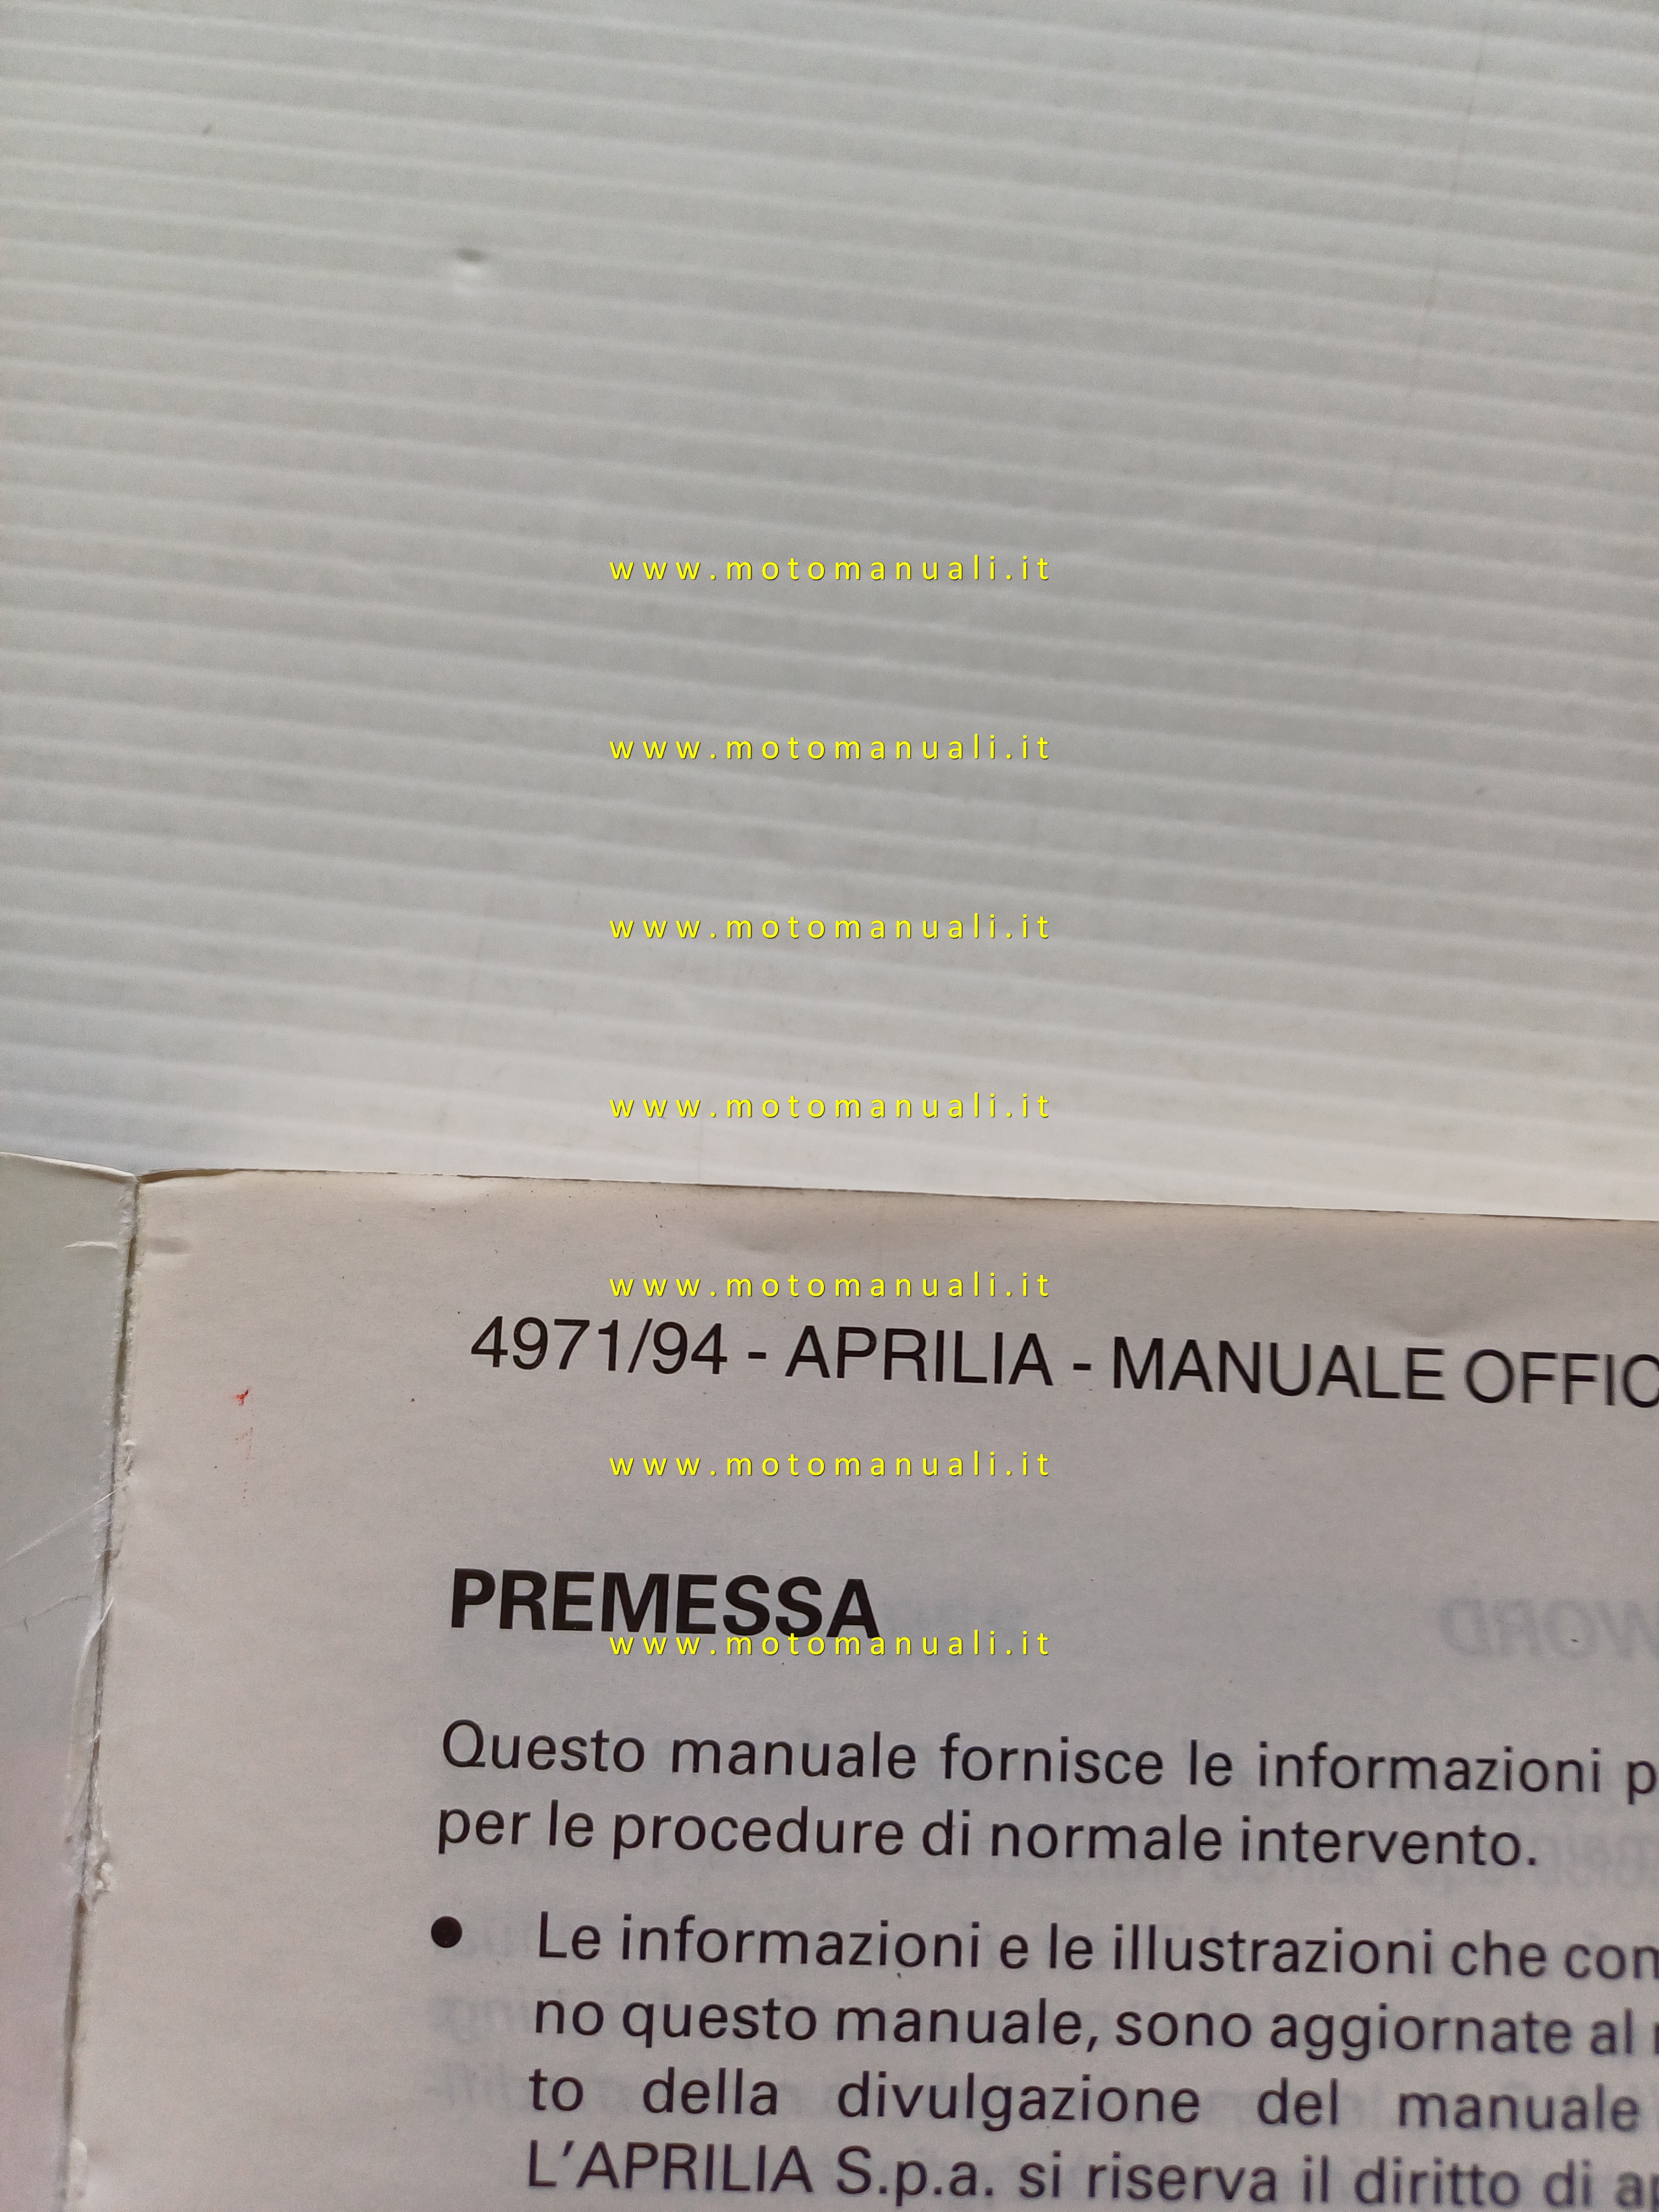 www.motomanuali.it
www.motomanuali.it
www.motomanuali.it
www.motomanuali.it
www.motomanuali.it
4971/94 - APRILIA - MANUALE OFFIC
www.motomanuali.it
PREMESSA
www.motomanuali.it
Questo manuale fornisce le informazioni p
per le procedure di normale intervento.
● Le informazioni e le illustrazioni che con
no questo manuale, sono aggiornate al
to della divulgazione del manuale
L'APRILIA S.p.a. si riserva il diritto di ap